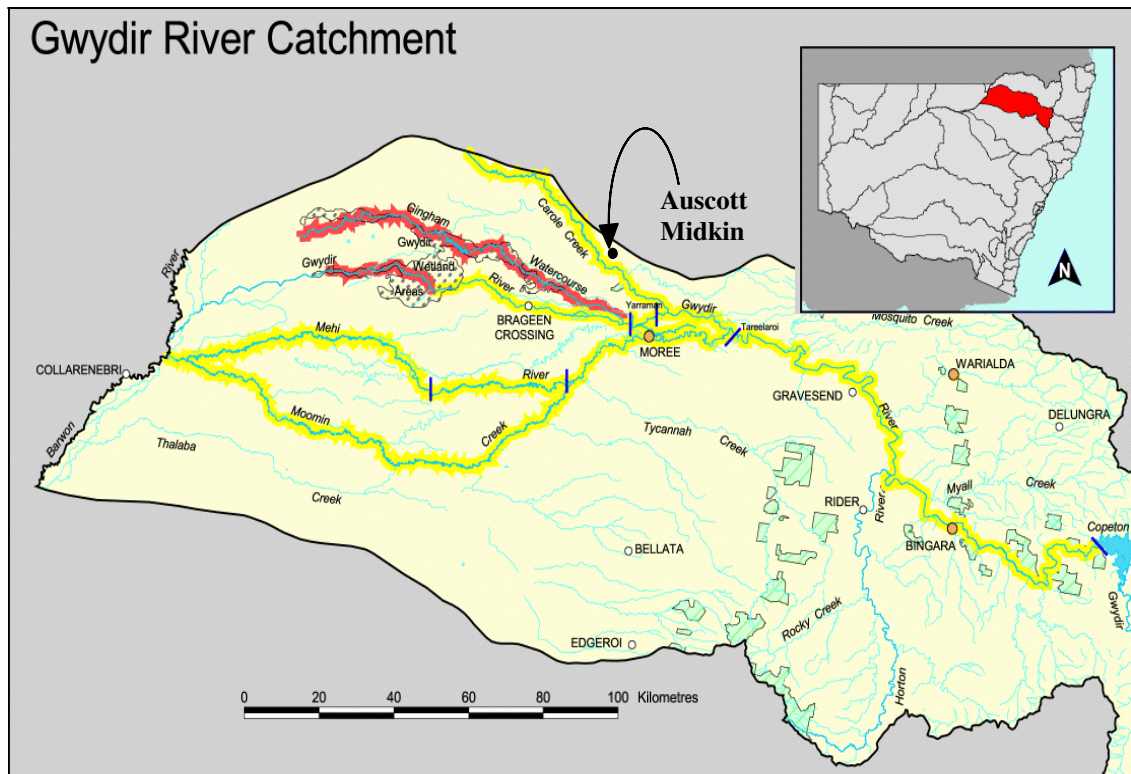 Gwydir River Catchment
N
Auscott
Midkin
Carole Creek
Gingham
Gwydir
Watercourse
Gwydir
Wetland
Areas
River
River
Yarraman
Gwydir
Tareelaroi
Mosquito Creek
BRAGEEN
CROSSING
MOREE
Mehi
River
COLLARENEBRI
Barwon
Moomin
Creek
Thalaba
Creek
Tycannah
Creek
GRAVESEND
River
WARIALDA
DELUNGRA
RIDER
River
Myall
Creek
BINGARA
Copeton
Gwydir
BELLATA
EDGEROI
Rocky Creek
Horton
0 20 40 60 80 100 Kilometres